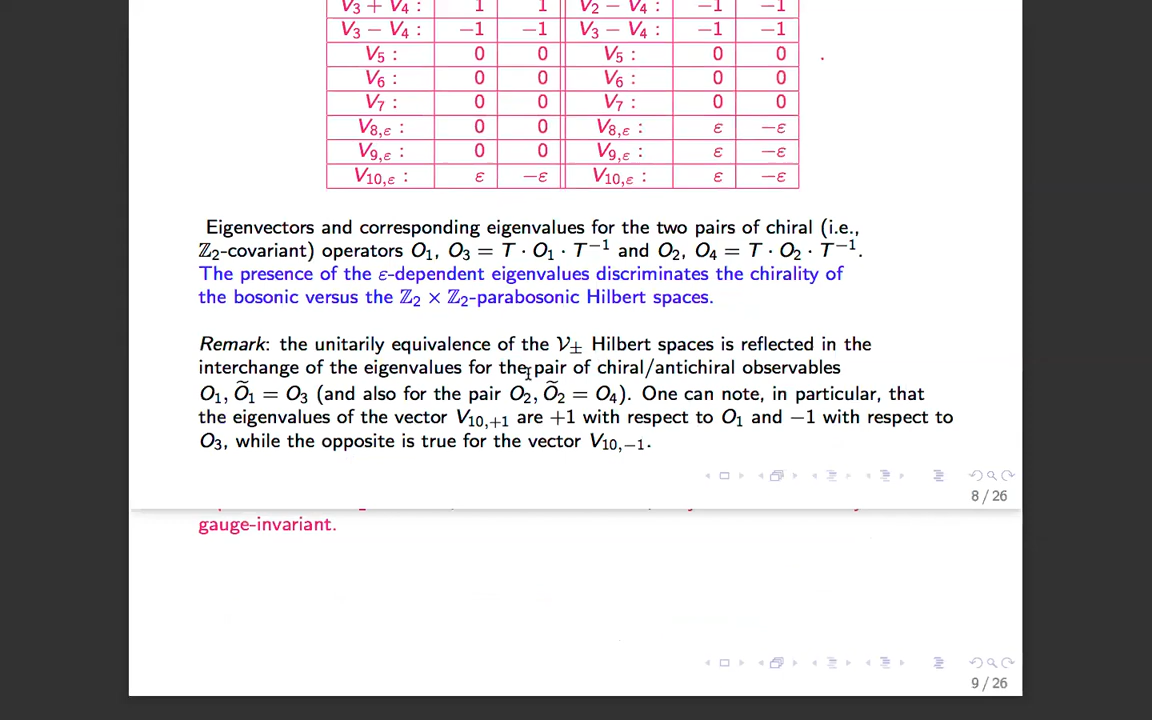 V3 + V4 : 1 1 V2 − V4 : −1 −1
V3 − V4 : −1 −1 V3 − V4 : −1 −1
V5 : 0 0 V5 : 0 0 .
V6 : 0 0 V6 : 0 0
V7 : 0 0 V7 : 0 0
V8,ε : 0 0 V8,ε : ε −ε
V9,ε : 0 0 V9,ε : ε −ε
V10,ε : ε −ε V10,ε : ε −ε
Eigenvectors and corresponding eigenvalues for the two pairs of chiral (i.e.,
ℤ2-covariant) operators O1, O3 = T · O1 · T⁻¹ and O2, O4 = T · O2 · T⁻¹.
The presence of the ε-dependent eigenvalues discriminates the chirality of
the bosonic versus the ℤ2 × ℤ2-parabosonic Hilbert spaces.
Remark: the unitarily equivalence of the 𝒱± Hilbert spaces is reflected in the
interchange of the eigenvalues for the pair of chiral/antichiral observables
O1, Õ1 = O3 (and also for the pair O2, Õ2 = O4). One can note, in particular, that
the eigenvalues of the vector V10,+1 are +1 with respect to O1 and −1 with respect to
O3, while the opposite is true for the vector V10,−1.
8 / 26
gauge-invariant.
9 / 26